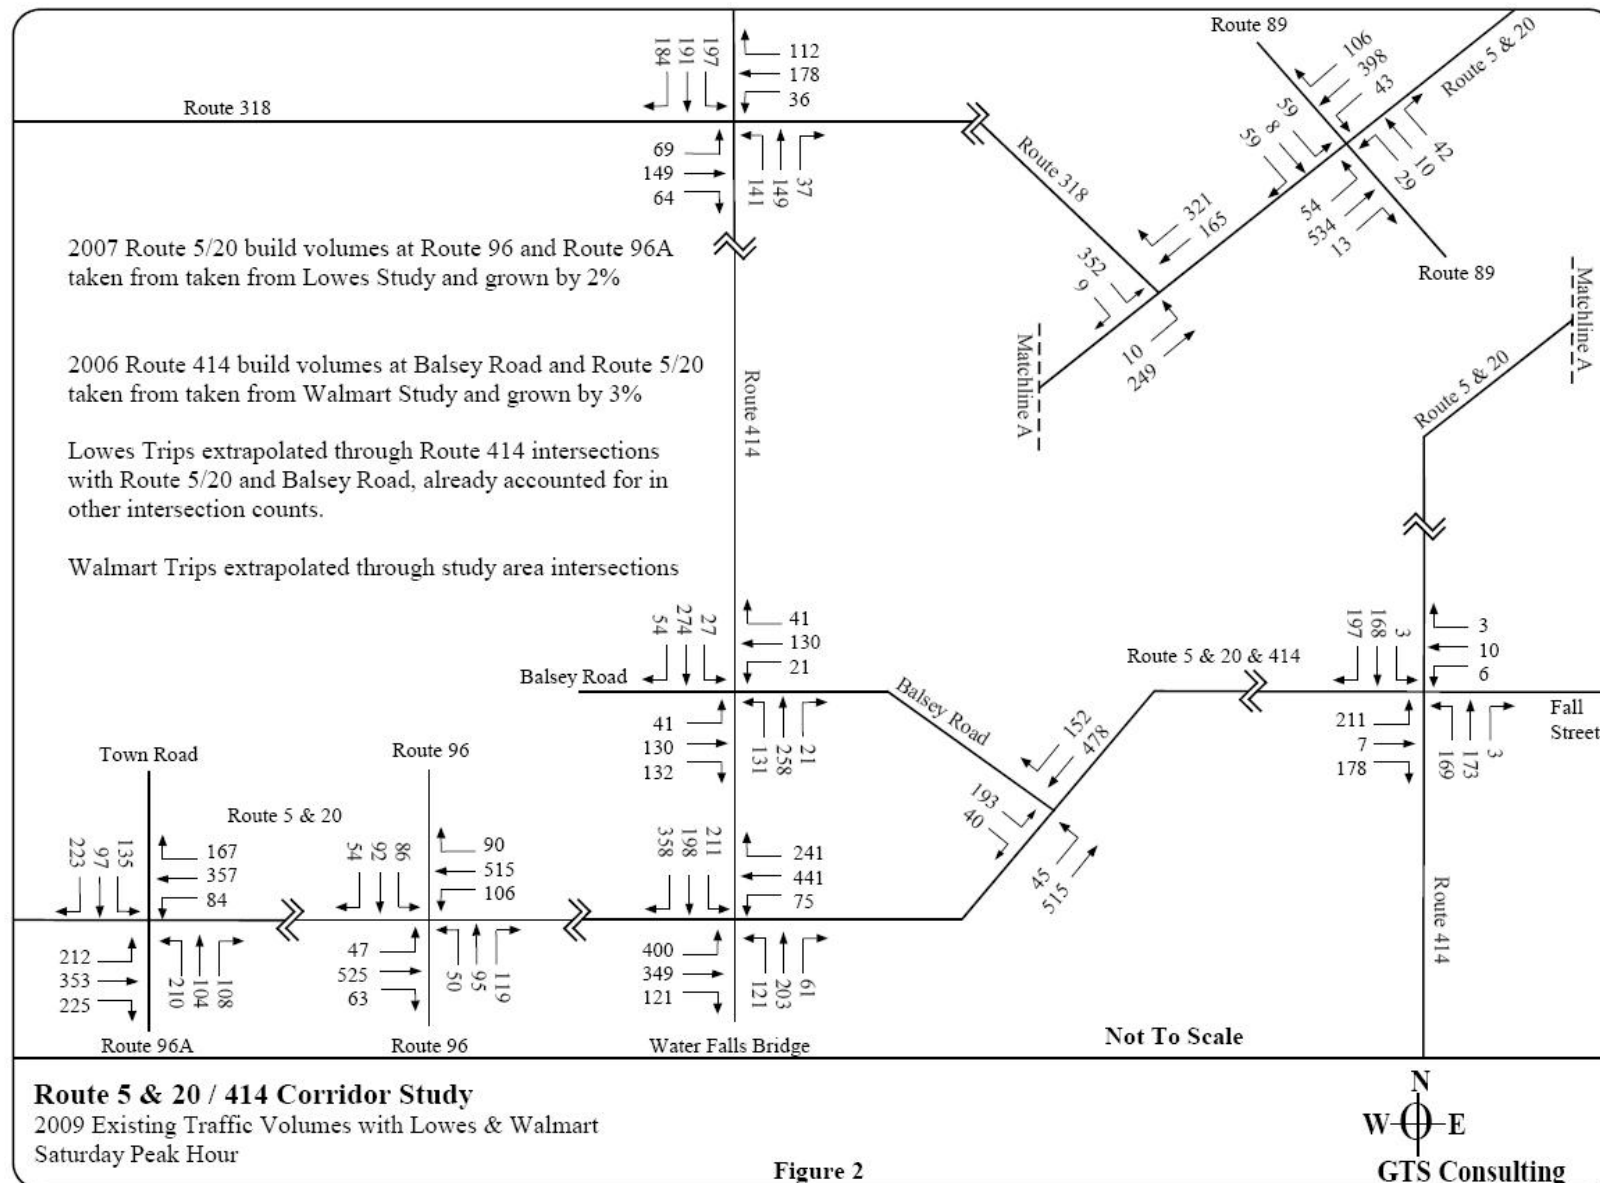 Route 89
106
398
43
Route 5 & 20
184
191
197
112
178
36
Route 318
59
8
59
42
10
29
69
149
64
141
149
37
Route 318
54
534
13
Route 89
321
165
352
9
10
249
Matchline A
Matchline A
Route 5 & 20
2007 Route 5/20 build volumes at Route 96 and Route 96A
taken from taken from Lowes Study and grown by 2%
2006 Route 414 build volumes at Balsey Road and Route 5/20
taken from taken from Walmart Study and grown by 3%
Lowes Trips extrapolated through Route 414 intersections
with Route 5/20 and Balsey Road, already accounted for in
other intersection counts.
Walmart Trips extrapolated through study area intersections
Route 414
54
274
27
41
130
21
Balsey Road
41
130
132
131
258
21
Balsey Road
152
478
193
40
45
515
Route 5 & 20 & 414
197
168
3
3
10
6
211
7
178
169
173
3
Fall
Street
Route 414
Town Road
Route 96
Route 5 & 20
223
97
135
167
357
84
54
92
86
90
515
106
358
198
211
241
441
75
212
353
225
210
104
108
47
525
63
50
95
119
400
349
121
121
203
61
Route 96A
Route 96
Water Falls Bridge
Not To Scale
Route 5 & 20 / 414 Corridor Study
2009 Existing Traffic Volumes with Lowes & Walmart
Saturday Peak Hour
Figure 2
N
W E
S
GTS Consulting